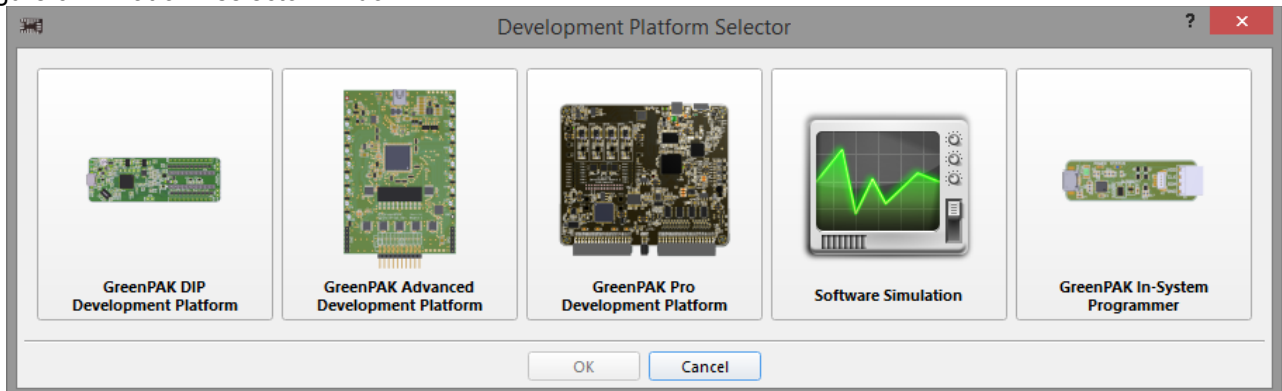 Development Platform Selector
?
×
GreenPAK DIP
Development Platform
GreenPAK Advanced
Development Platform
GreenPAK Pro
Development Platform
Software Simulation
GreenPAK In-System
Programmer
OK
Cancel